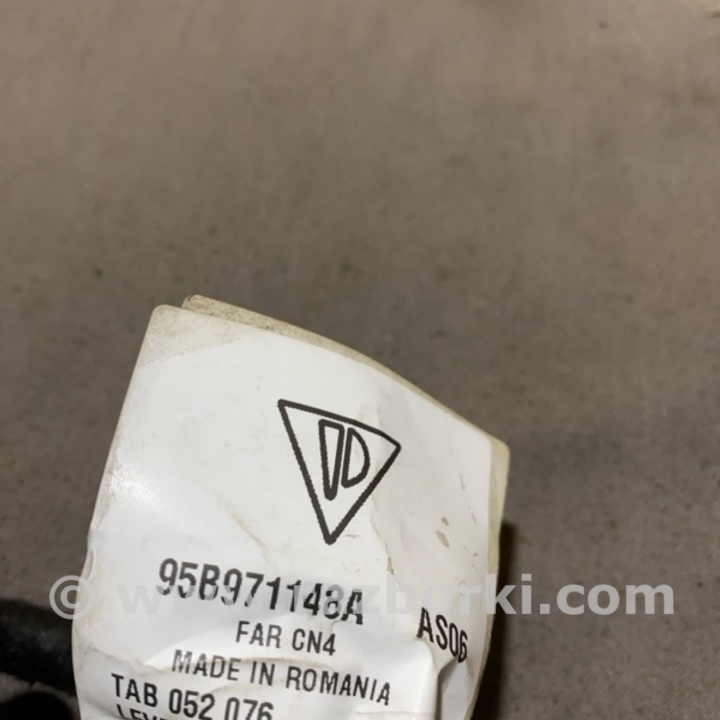 95B971148A
AS06
FAR CN4
MADE IN ROMANIA
TAB 052 076